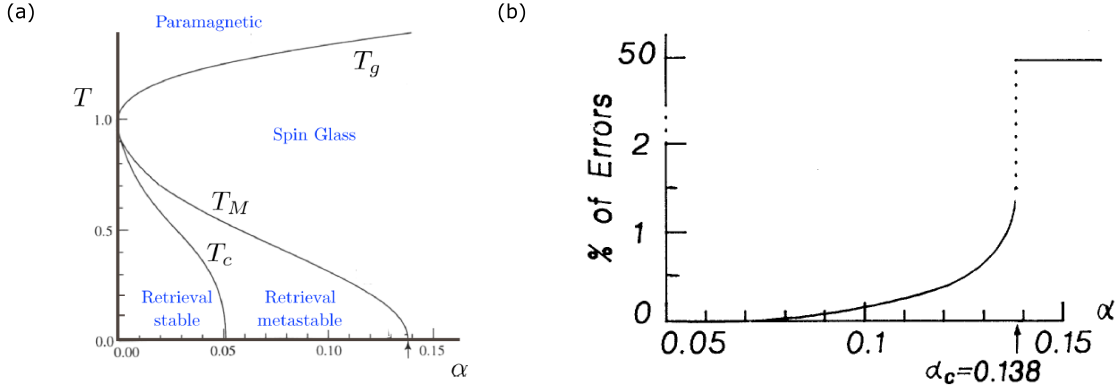 (a)
Paramagnetic
T_g
T
1.0
Spin Glass
T_M
0.5
T_c
Retrieval
stable
Retrieval
metastable
0.0
0.00 0.05 0.10 0.15
α
(b)
% of Errors
50
2
1
0
0.05 0.1 0.15 α
α_c=0.138